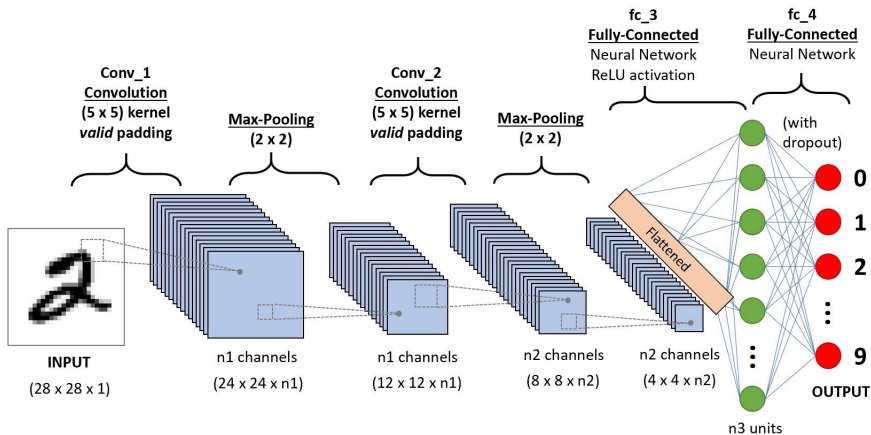 fc_3
Fully-Connected
Neural Network
ReLU activation
fc_4
Fully-Connected
Neural Network
Conv_1
Convolution
(5 x 5) kernel
valid padding
Max-Pooling
(2 x 2)
Conv_2
Convolution
(5 x 5) kernel
valid padding
Max-Pooling
(2 x 2)
(with
dropout)
0
1
2
9
Flattened
INPUT
(28 x 28 x 1)
n1 channels
(24 x 24 x n1)
n1 channels
(12 x 12 x n1)
n2 channels
(8 x 8 x n2)
n2 channels
(4 x 4 x n2)
OUTPUT
n3 units
2